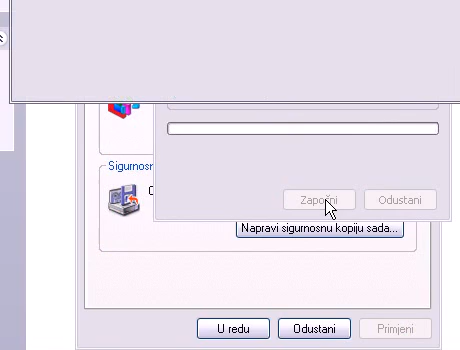 Sigurnosn
Započni
Odustani
Napravi sigurnosnu kopiju sada...
U redu
Odustani
Primjeni